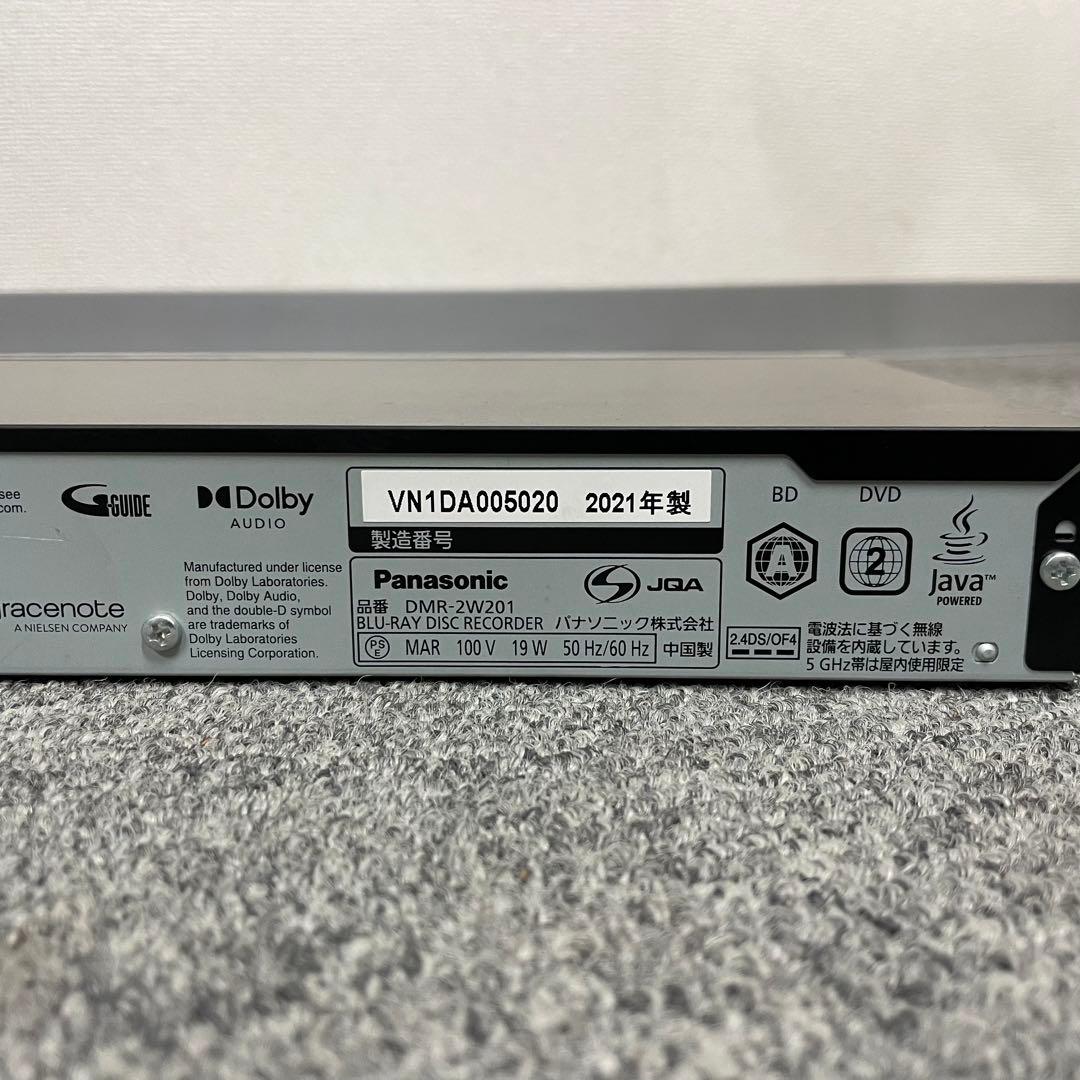 see
com.
G-GUIDE
Dolby
AUDIO
Manufactured under license
from Dolby Laboratories.
Dolby, Dolby Audio,
and the double-D symbol
are trademarks of
Dolby Laboratories
Licensing Corporation.
racenote
A NIELSEN COMPANY
VN1DA005020 2021年製
製造番号
Panasonic JQA
品番 DMR-2W201
BLU-RAY DISC RECORDER パナソニック株式会社
PS E MAR 100 V 19 W 50 Hz/60 Hz 中国製
BD DVD
A 2
Java™
POWERED
2.4DS/OF4
電波法に基づく無線
設備を内蔵しています。
5 GHz帯は屋内使用限定